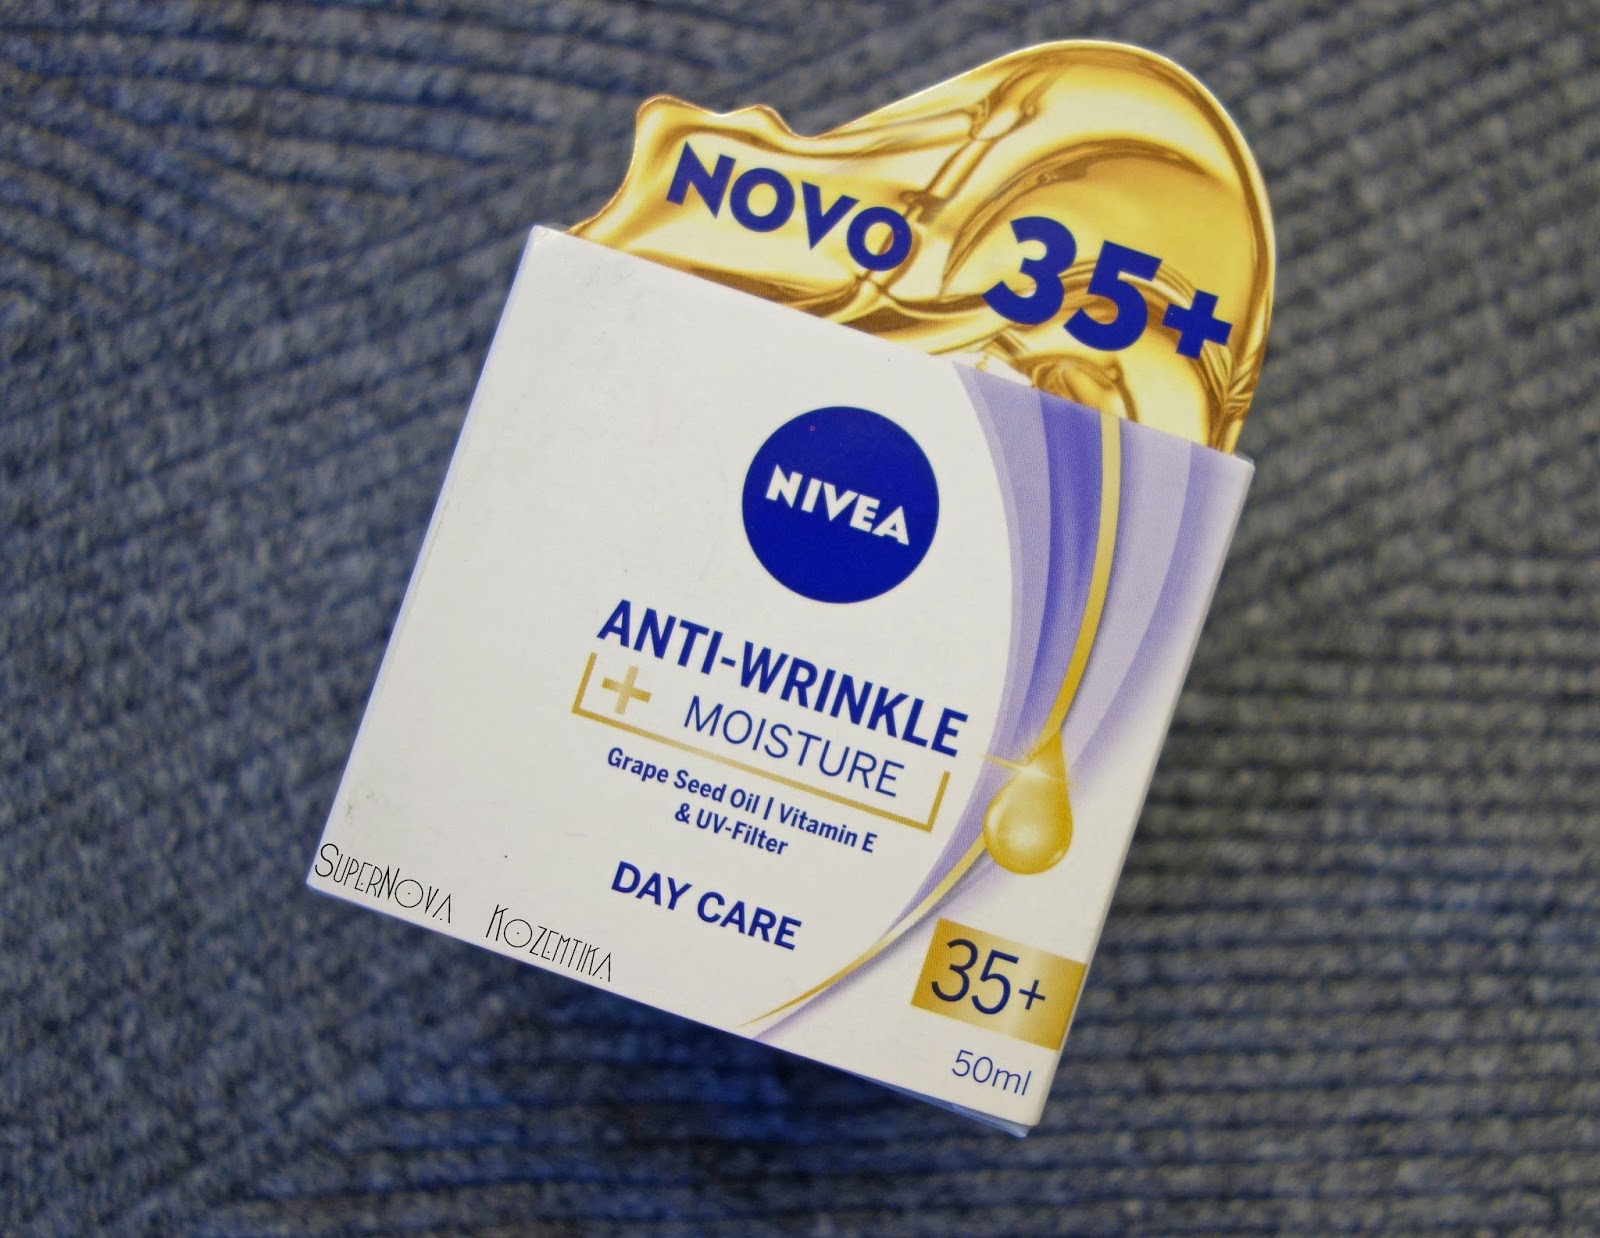 NOVO 35+
NIVEA
ANTI-WRINKLE
+ MOISTURE
Grape Seed Oil | Vitamin E
& UV-Filter
DAY CARE
35+
50ml
SUPERNOVA KOZEMTIKA